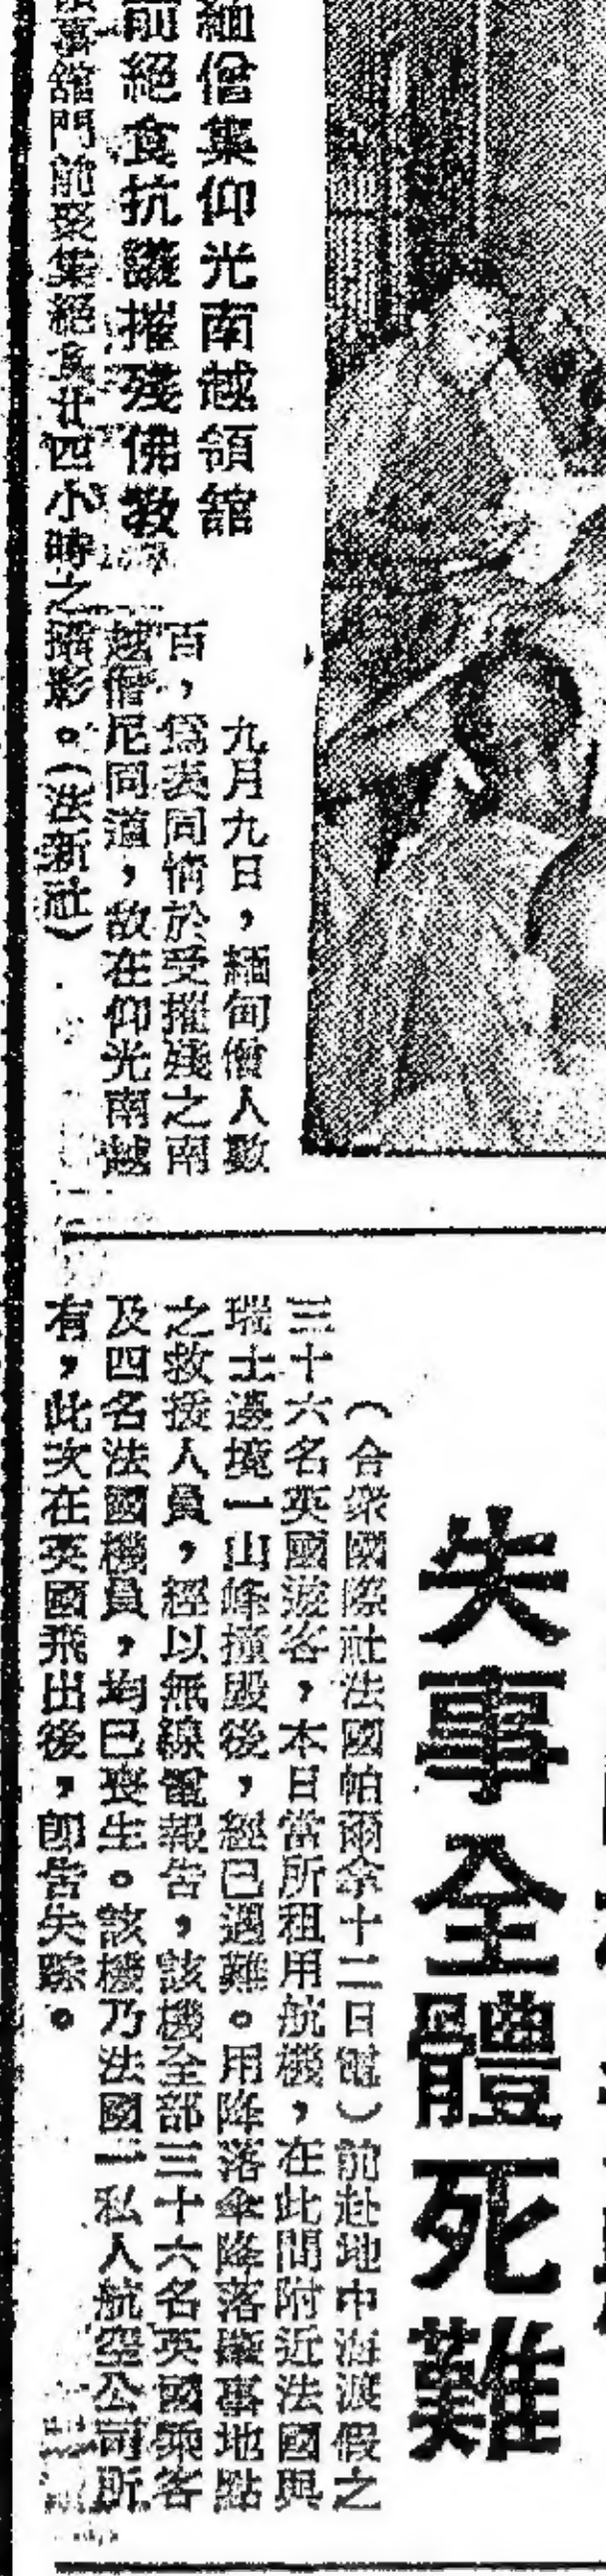 緬僧集仰光南越領舘
前絕食抗議摧殘佛教
九月九日，緬甸僧人數
百，爲表同情於受摧殘之南
越僧尼同道，故在仰光南越
領事舘門前聚集絕食廿四小時之攝影。（法新社）
失事全體死難
（合衆國際社法國帕爾余十二日電）前赴地中海渡假之
三十六名英國遊客，本日當所租用航機，在此間附近法國與
瑞士邊境一山峰撞毀後，經已遇難。用降落傘降落肇事地點
之救援人員，經以無線電報告，該機全部三十六名英國乘客
及四名法國機員，均已喪生。該機乃法國一私人航空公司所
有，此次在英國飛出後，卽告失踪。